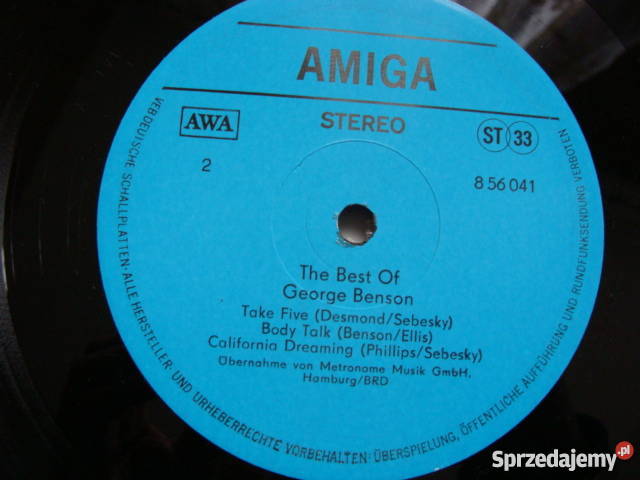 AMIGA
AWA
STEREO
ST 33
2
8 56 041
The Best Of
George Benson
Take Five (Desmond/Sebesky)
Body Talk (Benson/Ellis)
California Dreaming (Phillips/Sebesky)
Übernahme von Metronome Musik GmbH.
Hamburg/BRD
VEB DEUTSCHE SCHALLPLATTEN · ALLE HERSTELLER- UND URHEBERRECHTE VORBEHALTEN: ÜBERSPIELUNG, ÖFFENTLICHE AUFFÜHRUNG UND RUNDFUNKSENDUNG VERBOTEN
Sprzedajemy.pl